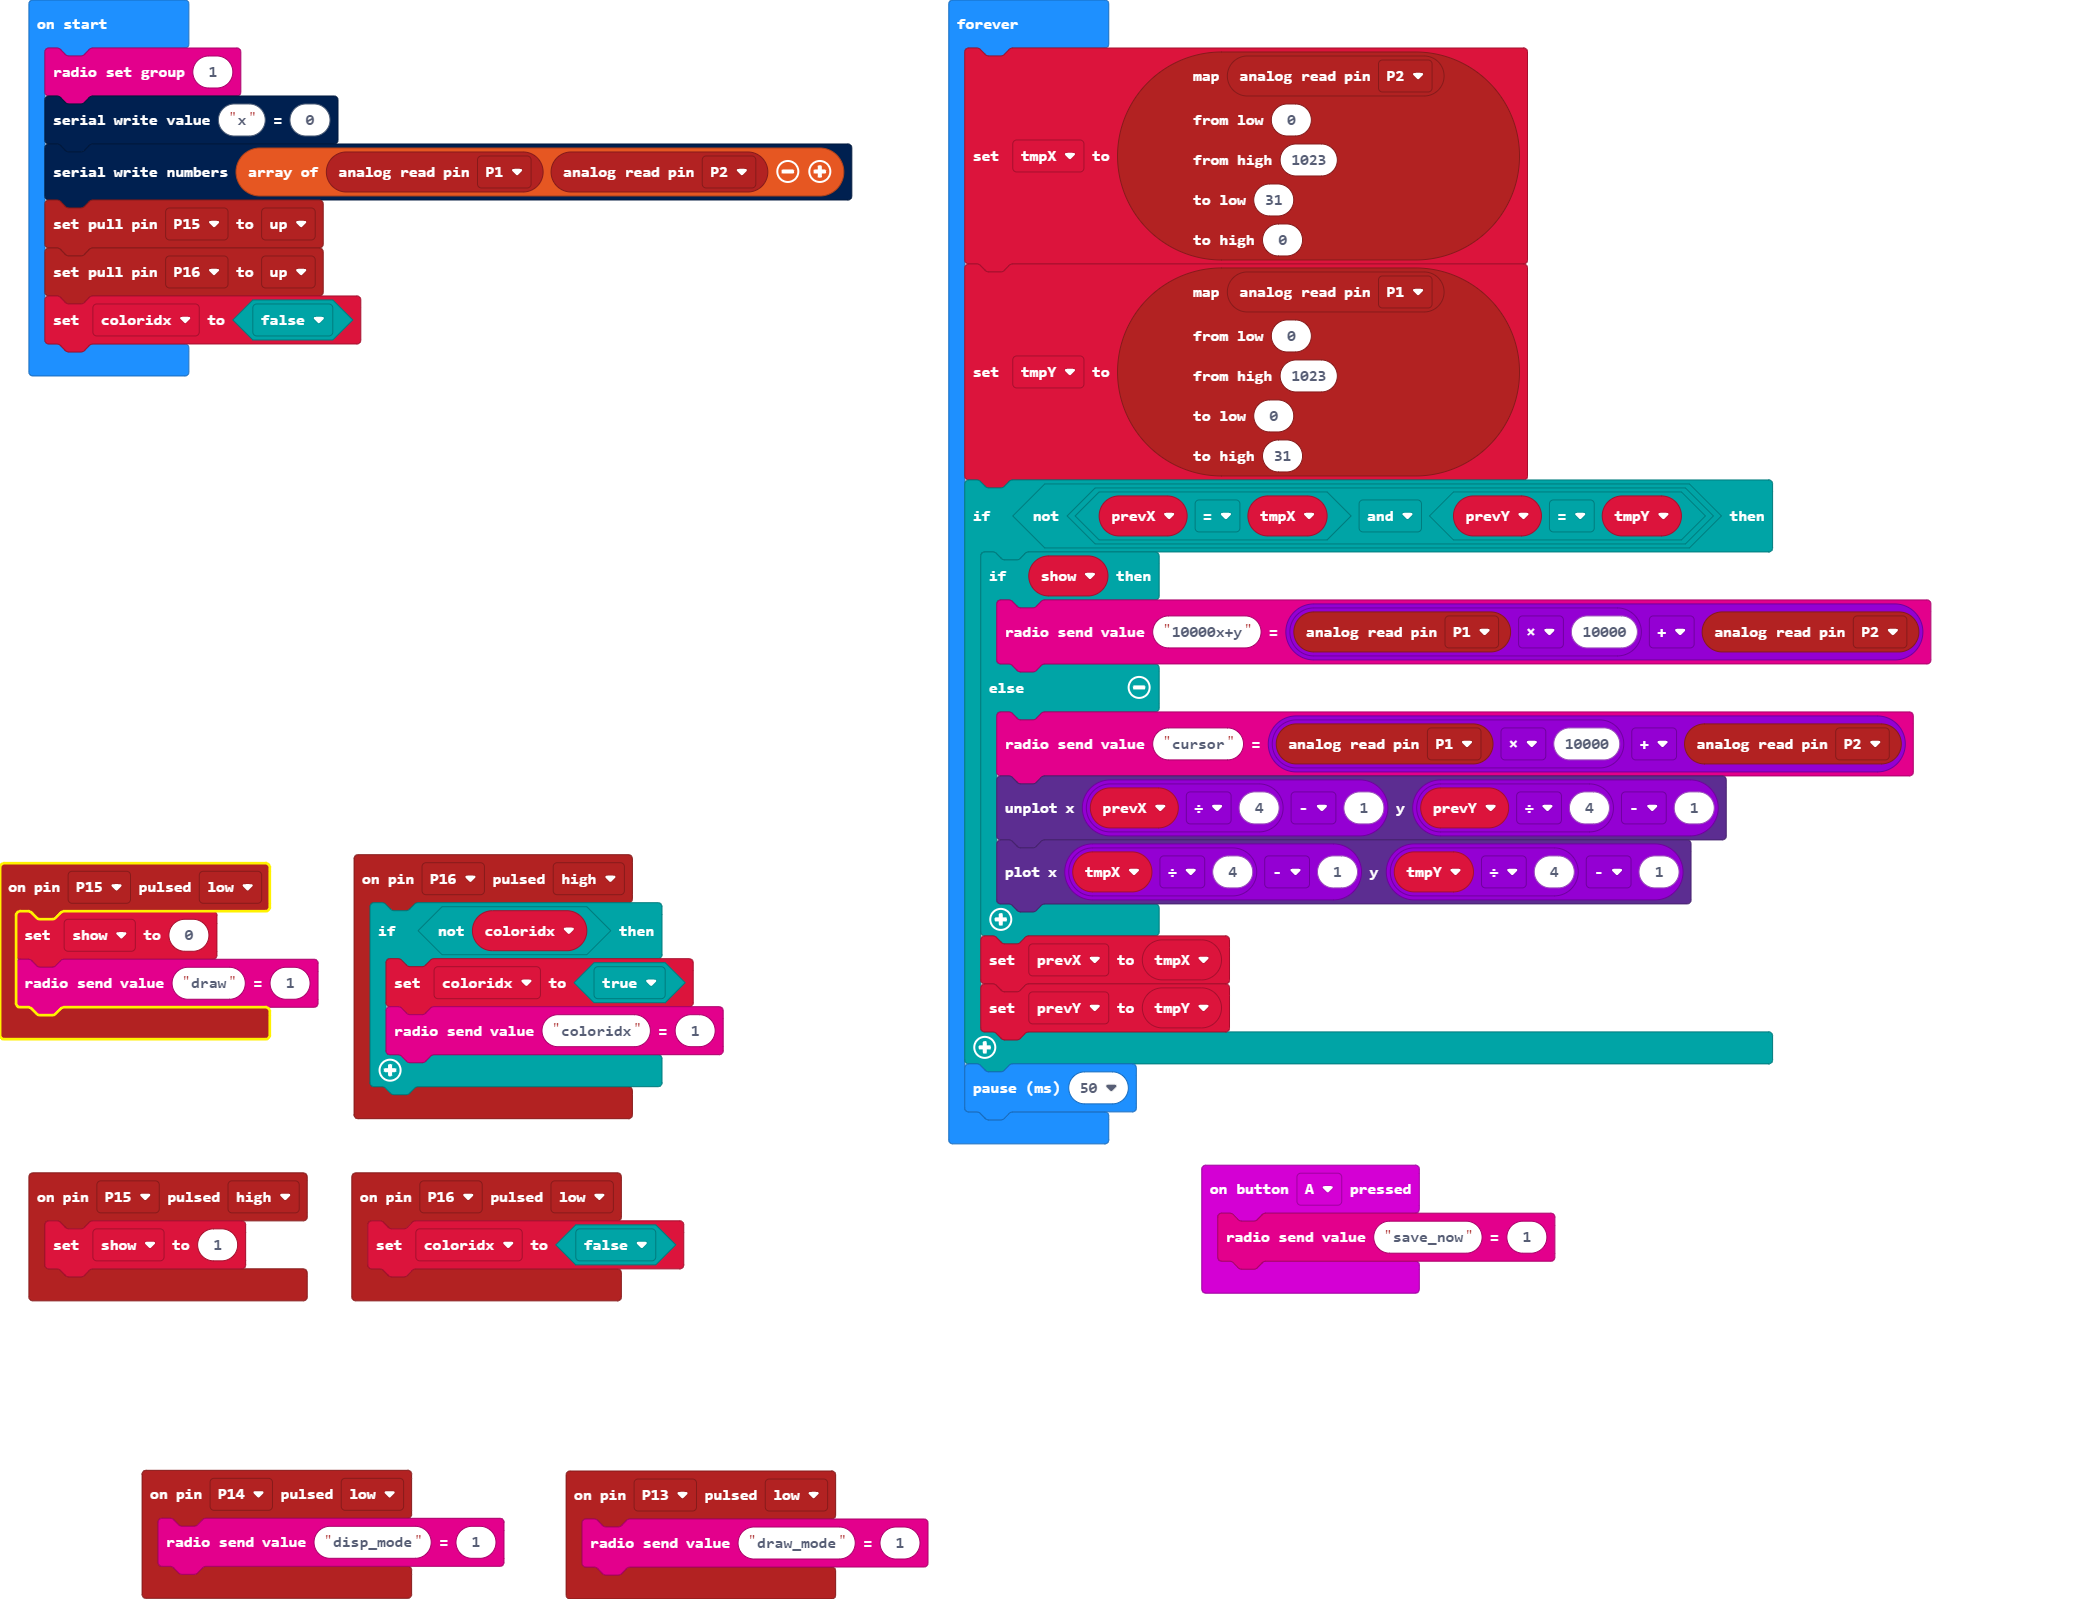 on start
radio set group 1
serial write value "x" = 0
serial write numbers array of analog read pin P1 analog read pin P2
set pull pin P15 to up
set pull pin P16 to up
set coloridx to false
forever
set tmpX to map analog read pin P2
from low 0
from high 1023
to low 31
to high 0
set tmpY to map analog read pin P1
from low 0
from high 1023
to low 0
to high 31
if not prevX = tmpX and prevY = tmpY then
if show then
radio send value "10000x+y" = analog read pin P1 × 10000 + analog read pin P2
else
radio send value "cursor" = analog read pin P1 × 10000 + analog read pin P2
unplot x prevX ÷ 4 - 1 y prevY ÷ 4 - 1
plot x tmpX ÷ 4 - 1 y tmpY ÷ 4 - 1
set prevX to tmpX
set prevY to tmpY
pause (ms) 50
on pin P15 pulsed low
set show to 0
radio send value "draw" = 1
on pin P16 pulsed high
if not coloridx then
set coloridx to true
radio send value "coloridx" = 1
on pin P15 pulsed high
set show to 1
on pin P16 pulsed low
set coloridx to false
on button A pressed
radio send value "save_now" = 1
on pin P14 pulsed low
radio send value "disp_mode" = 1
on pin P13 pulsed low
radio send value "draw_mode" = 1